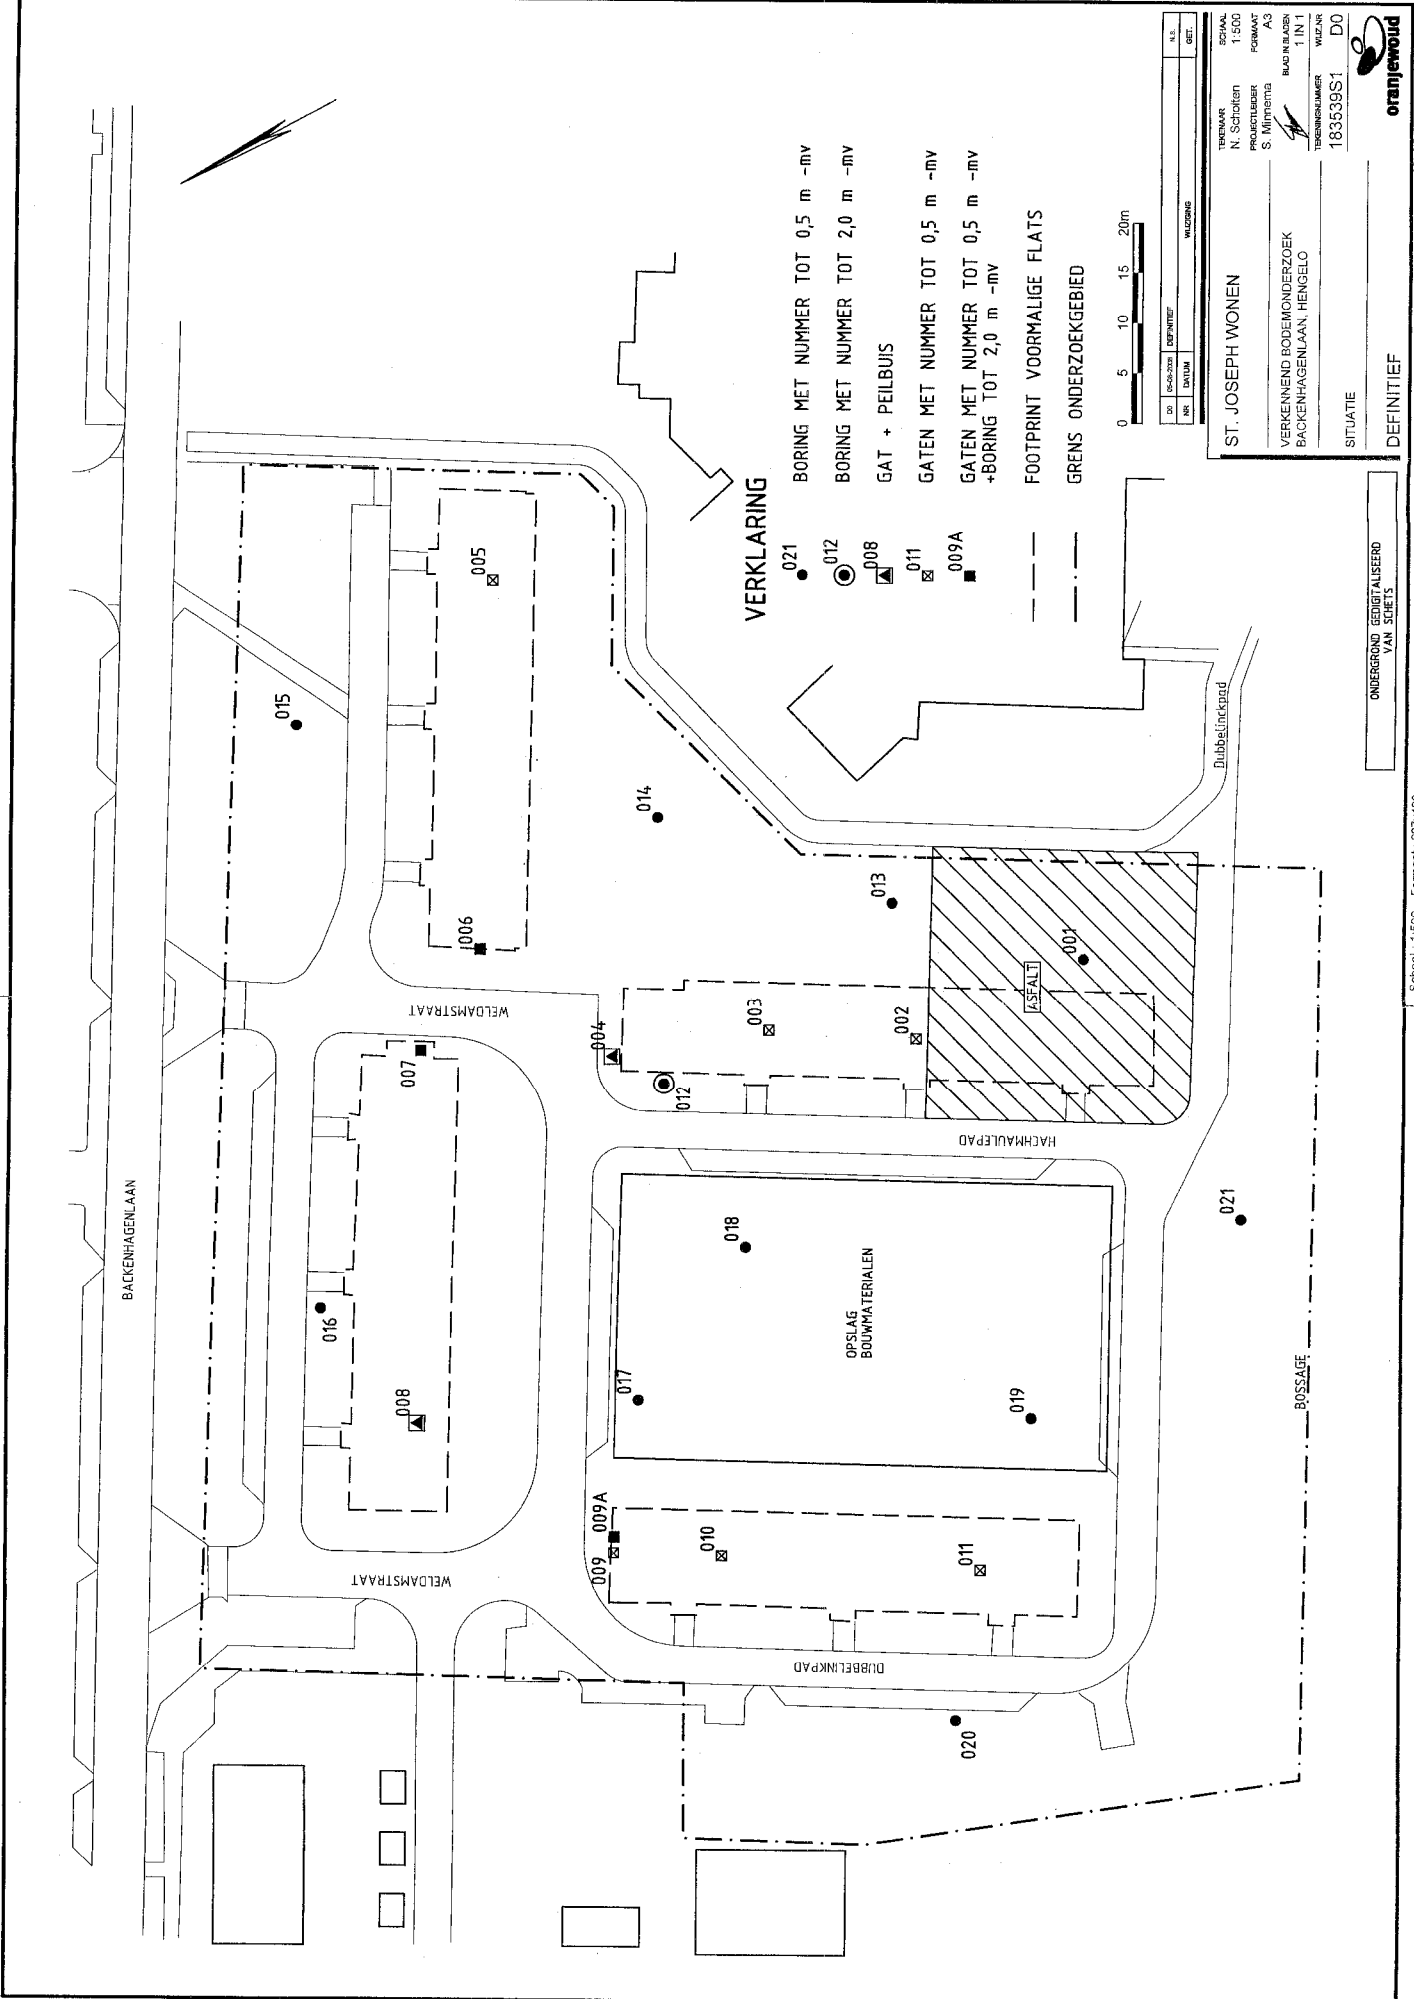 BACKENHAGENLAAN
WELDAMSTRAAT
WELDAMSTRAAT
HACHMAULEPAD
DUBBELINKPAD
Dubbelinckpad
BOSSAGE
ASFALT
OPSLAG
BOUWMATERIALEN
001
002
003
004
005
006
007
008
009
009A
010
011
012
013
014
015
016
017
018
019
020
021
VERKLARING
021 BORING MET NUMMER TOT 0,5 m -mv
012 BORING MET NUMMER TOT 2,0 m -mv
008 GAT + PEILBUIS
011 GATEN MET NUMMER TOT 0,5 m -mv
009A GATEN MET NUMMER TOT 0,5 m -mv
+BORING TOT 2,0 m -mv
FOOTPRINT VOORMALIGE FLATS
GRENS ONDERZOEKGEBIED
0 5 10 15 20m
D0 05-06-2008 DEFINITIEF N.S.
NR DATUM WIJZIGING GET.
ST. JOSEPH WONEN
VERKENNEND BODEMONDERZOEK
BACKENHAGENLAAN, HENGELO
SITUATIE
DEFINITIEF
TEKENAAR SCHAAL
N. Scholten 1:500
PROJECTLEIDER FORMAAT
S. Minnema A3
BLAD IN BLADEN
1 IN 1
TEKENINGNUMMER WIJZ.NR
183539S1 D0
oranjewoud
ONDERGROND GEDIGITALISEERD
VAN SCHETS